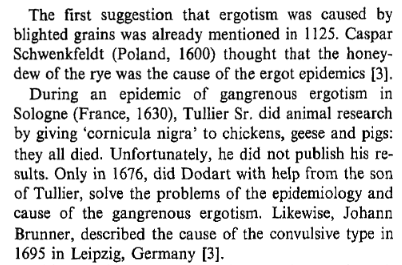 The first suggestion that ergotism was caused by
blighted grains was already mentioned in 1125. Caspar
Schwenkfeldt (Poland, 1600) thought that the honey-
dew of the rye was the cause of the ergot epidemics [3].
During an epidemic of gangrenous ergotism in
Sologne (France, 1630), Tullier Sr. did animal research
by giving 'cornicula nigra' to chickens, geese and pigs:
they all died. Unfortunately, he did not publish his re-
sults. Only in 1676, did Dodart with help from the son
of Tullier, solve the problems of the epidemiology and
cause of the gangrenous ergotism. Likewise, Johann
Brunner, described the cause of the convulsive type in
1695 in Leipzig, Germany [3].